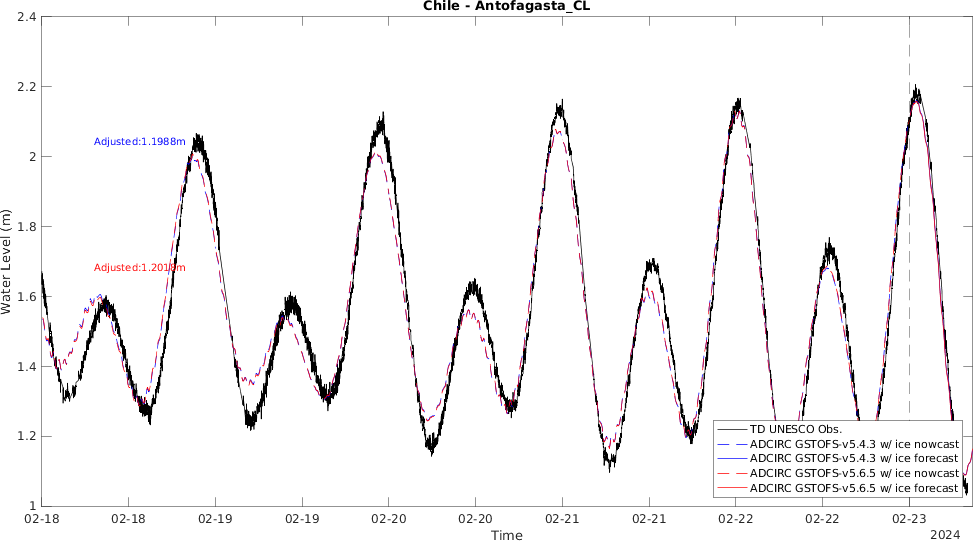 Chile - Antofagasta_CL
2.4
2.2
2
1.8
1.6
1.4
1.2
1
Water Level (m)
Adjusted:1.1988m
Adjusted:1.2018m
TD UNESCO Obs.
ADCIRC GSTOFS-v5.4.3 w/ ice nowcast
ADCIRC GSTOFS-v5.4.3 w/ ice forecast
ADCIRC GSTOFS-v5.6.5 w/ ice nowcast
ADCIRC GSTOFS-v5.6.5 w/ ice forecast
02-18 02-18 02-19 02-19 02-20 02-20 02-21 02-21 02-22 02-22 02-23
Time
2024